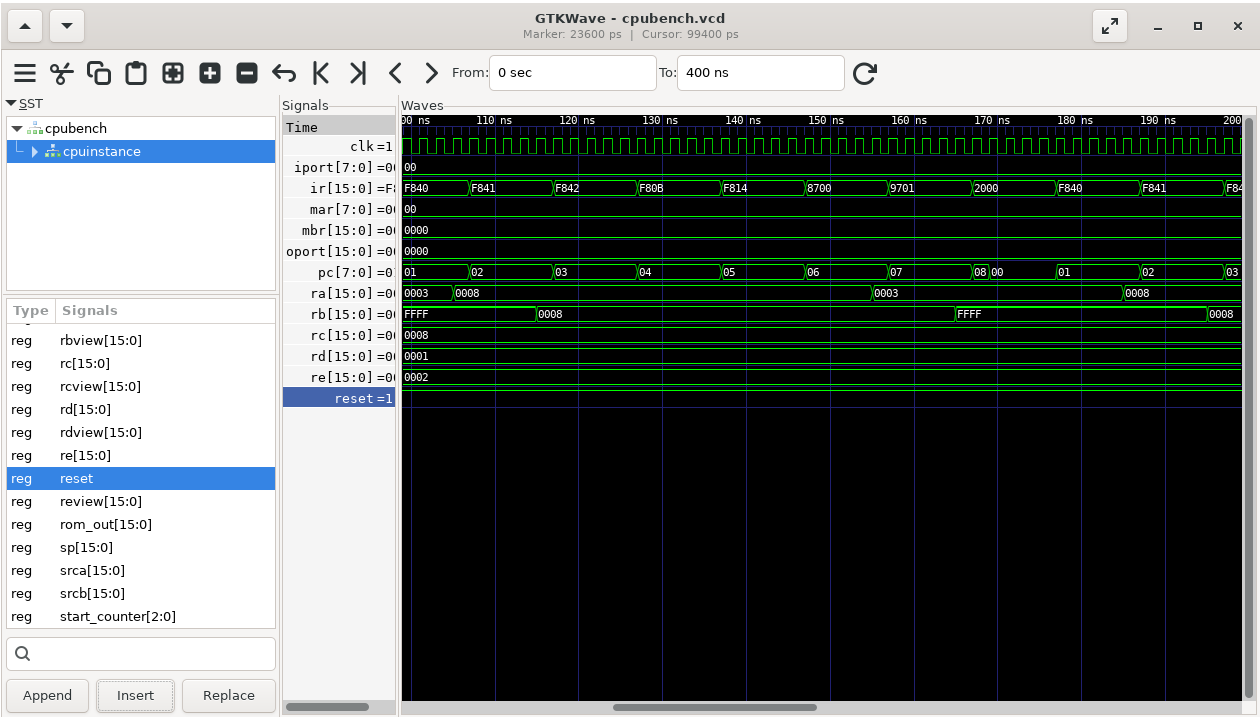 GTKWave - cpubench.vcd
Marker: 23600 ps | Cursor: 99400 ps
From: 0 sec To: 400 ns
SST
cpubench
cpuinstance
Type Signals
reg rbview[15:0]
reg rc[15:0]
reg rcview[15:0]
reg rd[15:0]
reg rdview[15:0]
reg re[15:0]
reg reset
reg review[15:0]
reg rom_out[15:0]
reg sp[15:0]
reg srca[15:0]
reg srcb[15:0]
reg start_counter[2:0]
Append Insert Replace
Signals
Time
clk =1
iport[7:0] =00
ir[15:0] =F8
mar[7:0] =00
mbr[15:0] =00
oport[15:0] =00
pc[7:0] =01
ra[15:0] =00
rb[15:0] =00
rc[15:0] =00
rd[15:0] =00
re[15:0] =00
reset =1
Waves
00 ns 110 ns 120 ns 130 ns 140 ns 150 ns 160 ns 170 ns 180 ns 190 ns 200
00
F840 F841 F842 F80B F814 8700 9701 2000 F840 F841 F84
00
0000
0000
01 02 03 04 05 06 07 08 00 01 02 03
0003 0008 0003 0008
FFFF 0008 FFFF 0008
0008
0001
0002